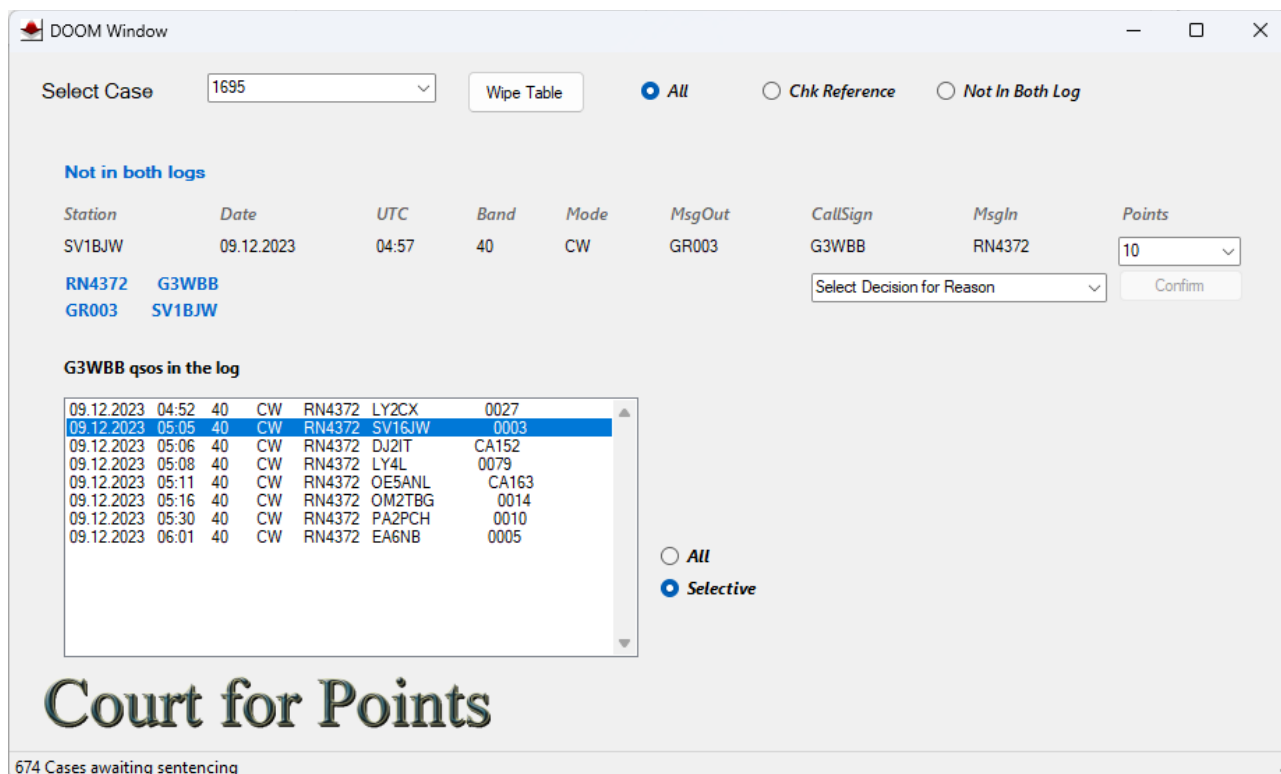 DOOM Window
Select Case 1695 Wipe Table All Chk Reference Not In Both Log
Not in both logs
Station Date UTC Band Mode MsgOut CallSign MsgIn Points
SV1BJW 09.12.2023 04:57 40 CW GR003 G3WBB RN4372 10
RN4372 G3WBB Select Decision for Reason Confirm
GR003 SV1BJW
G3WBB qsos in the log
09.12.2023 04:52 40 CW RN4372 LY2CX 0027
09.12.2023 05:05 40 CW RN4372 SV16JW 0003
09.12.2023 05:06 40 CW RN4372 DJ2IT CA152
09.12.2023 05:08 40 CW RN4372 LY4L 0079
09.12.2023 05:11 40 CW RN4372 OE5ANL CA163
09.12.2023 05:16 40 CW RN4372 OM2TBG 0014
09.12.2023 05:30 40 CW RN4372 PA2PCH 0010
09.12.2023 06:01 40 CW RN4372 EA6NB 0005
All
Selective
Court for Points
674 Cases awaiting sentencing